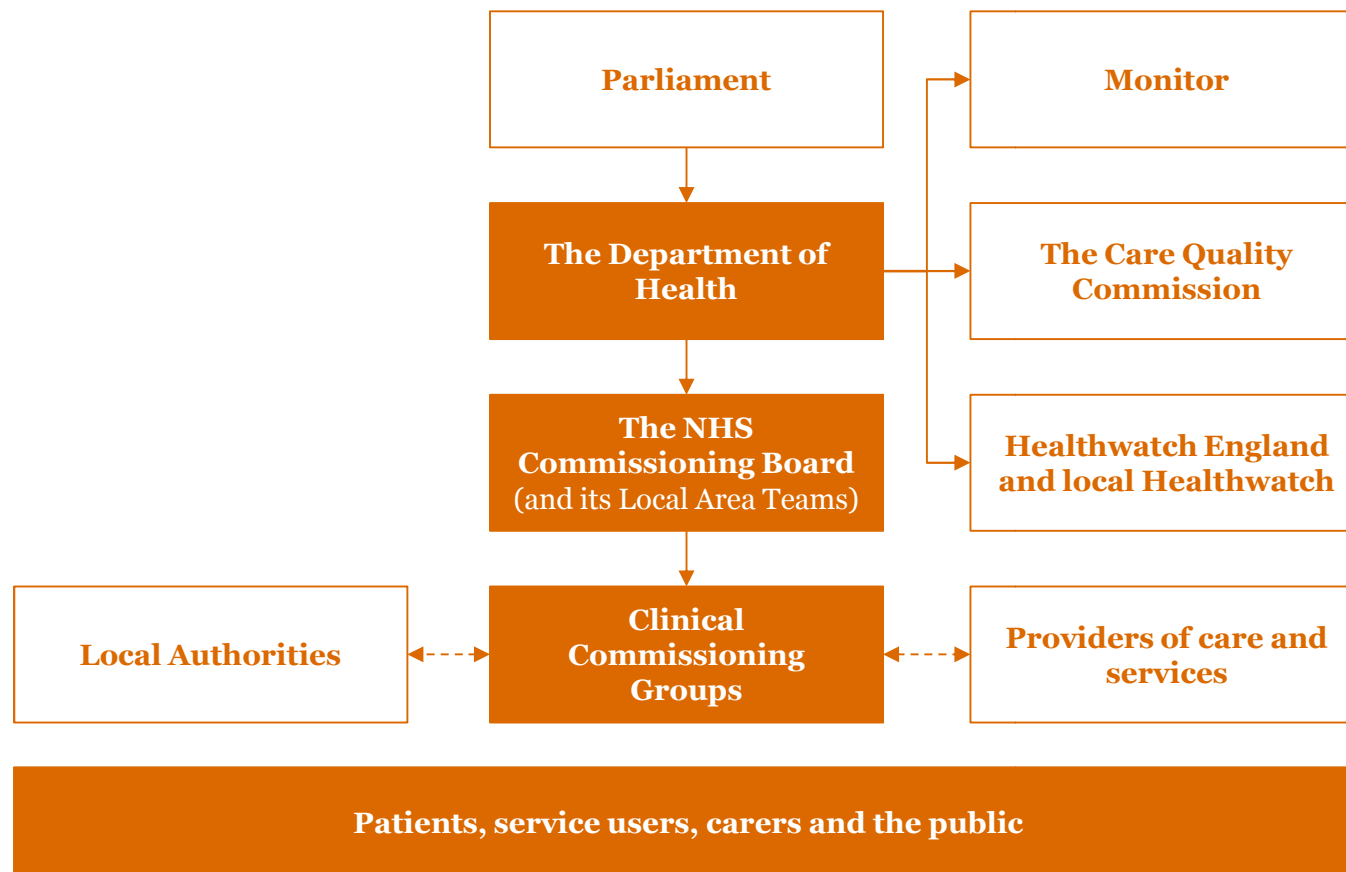 Parliament
Monitor
The Department of
Health
The Care Quality
Commission
The NHS
Commissioning Board
(and its Local Area Teams)
Healthwatch England
and local Healthwatch
Local Authorities
Clinical
Commissioning
Groups
Providers of care and
services
Patients, service users, carers and the public